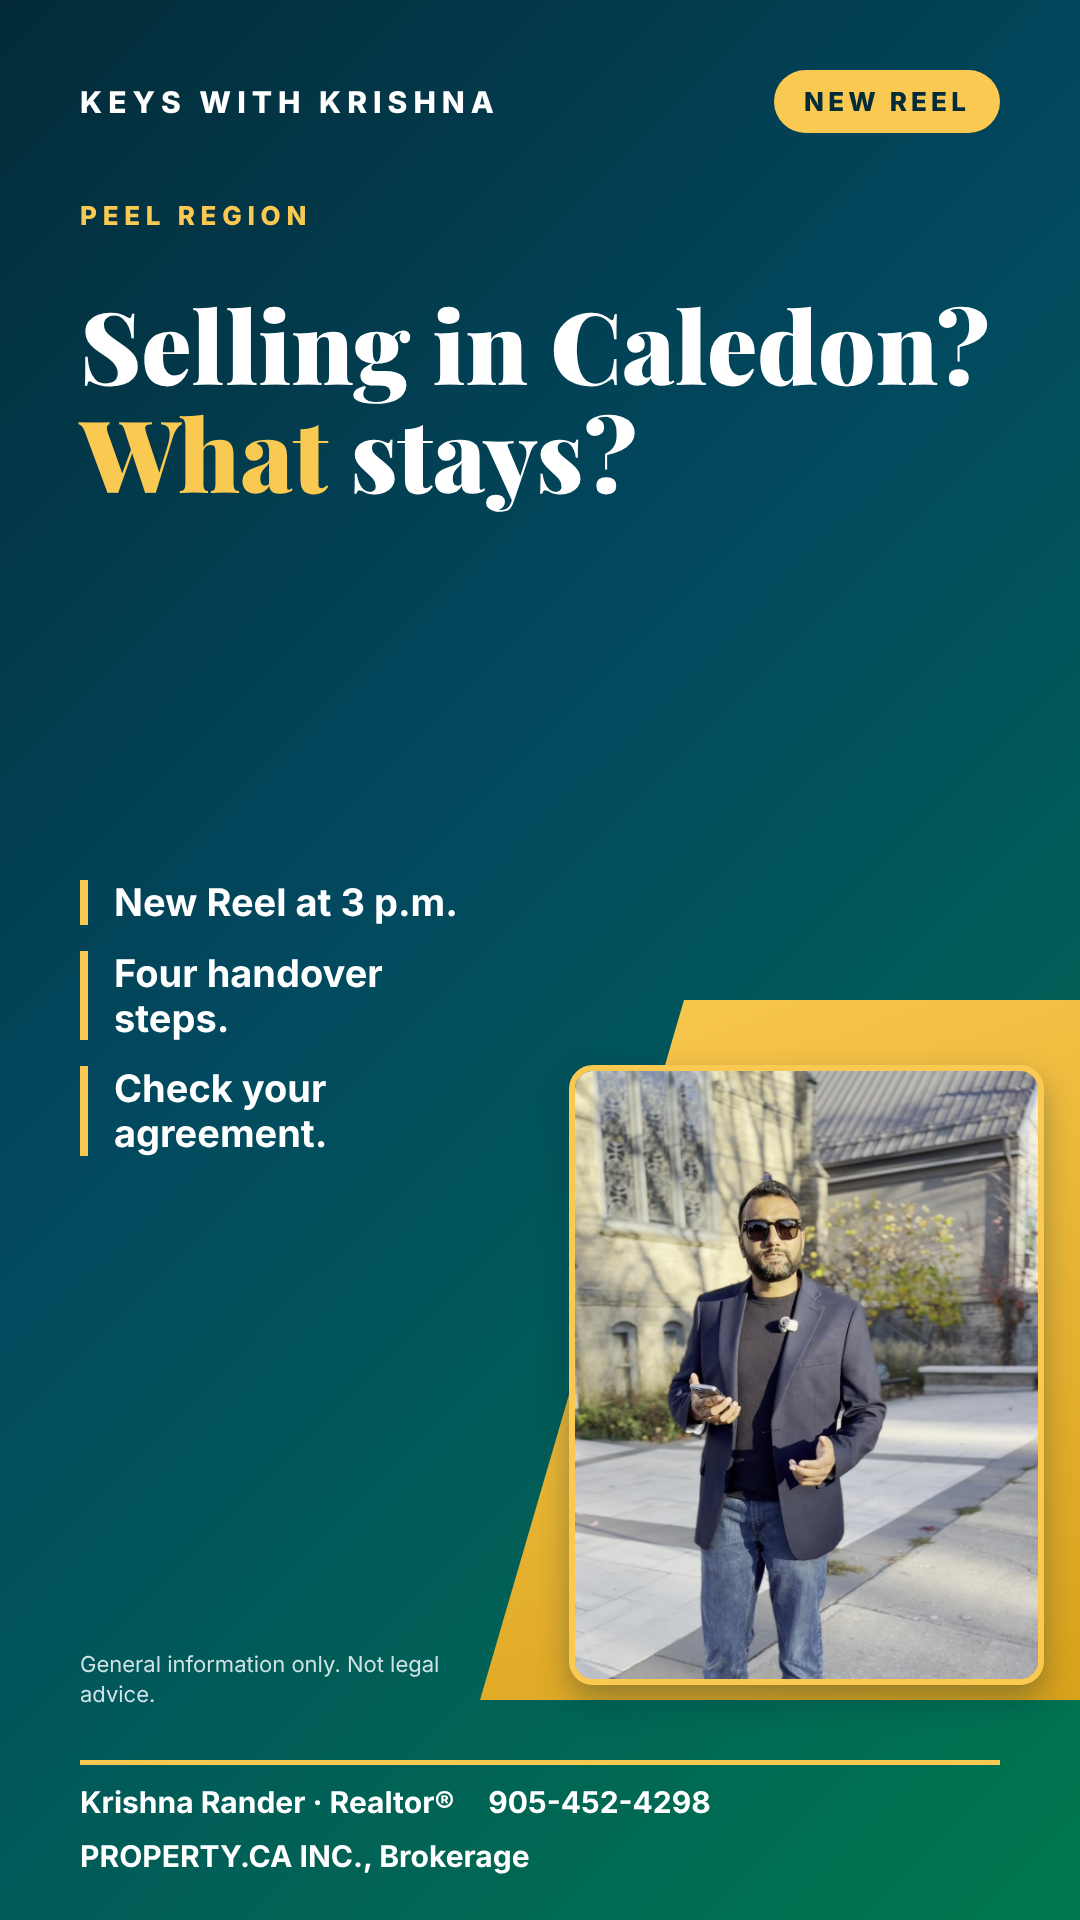 KEYS WITH KRISHNA
NEW REEL
PEEL REGION
Selling in Caledon?
What stays?
New Reel at 3 p.m.
Four handover
steps.
Check your
agreement.
General information only. Not legal
advice.
Krishna Rander · Realtor® 905-452-4298
PROPERTY.CA INC., Brokerage